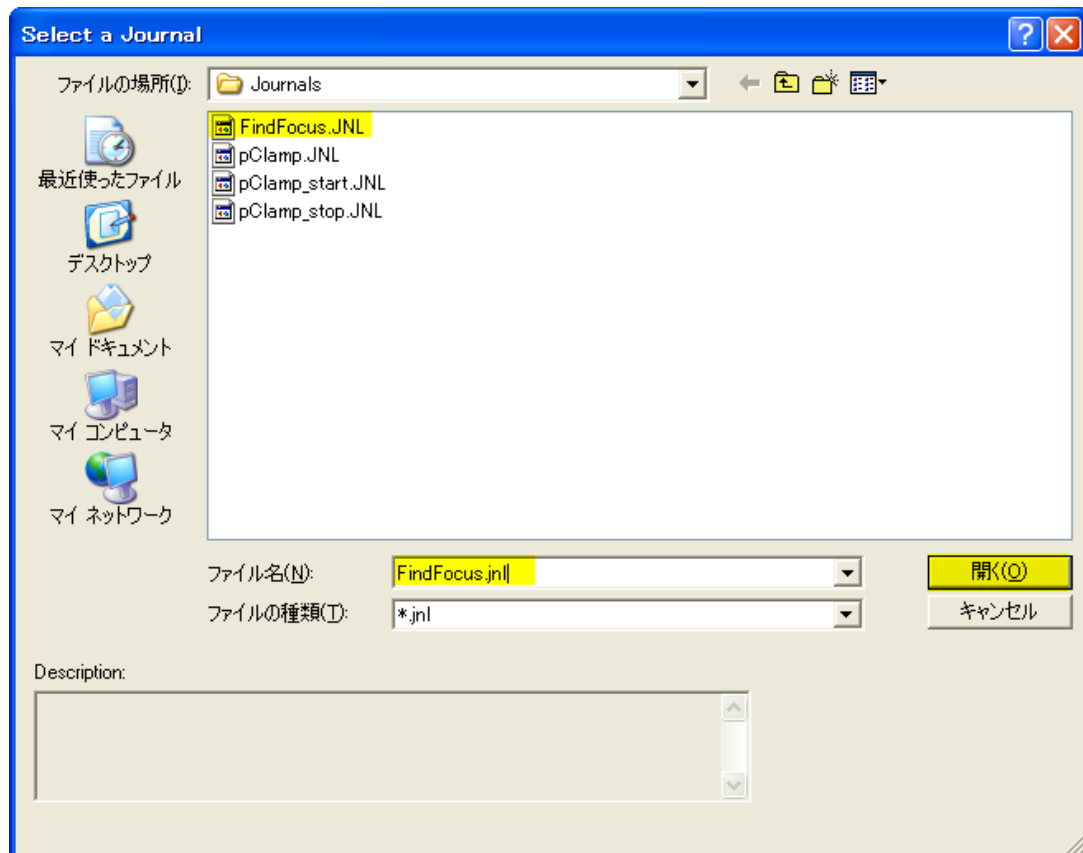 Select a Journal
ファイルの場所(I):
Journals
FindFocus.JNL
pClamp.JNL
pClamp_start.JNL
pClamp_stop.JNL
最近使ったファイル
デスクトップ
マイ ドキュメント
マイ コンピュータ
マイ ネットワーク
ファイル名(N):
FindFocus.jnl
開く(O)
ファイルの種類(T):
*.jnl
キャンセル
Description: